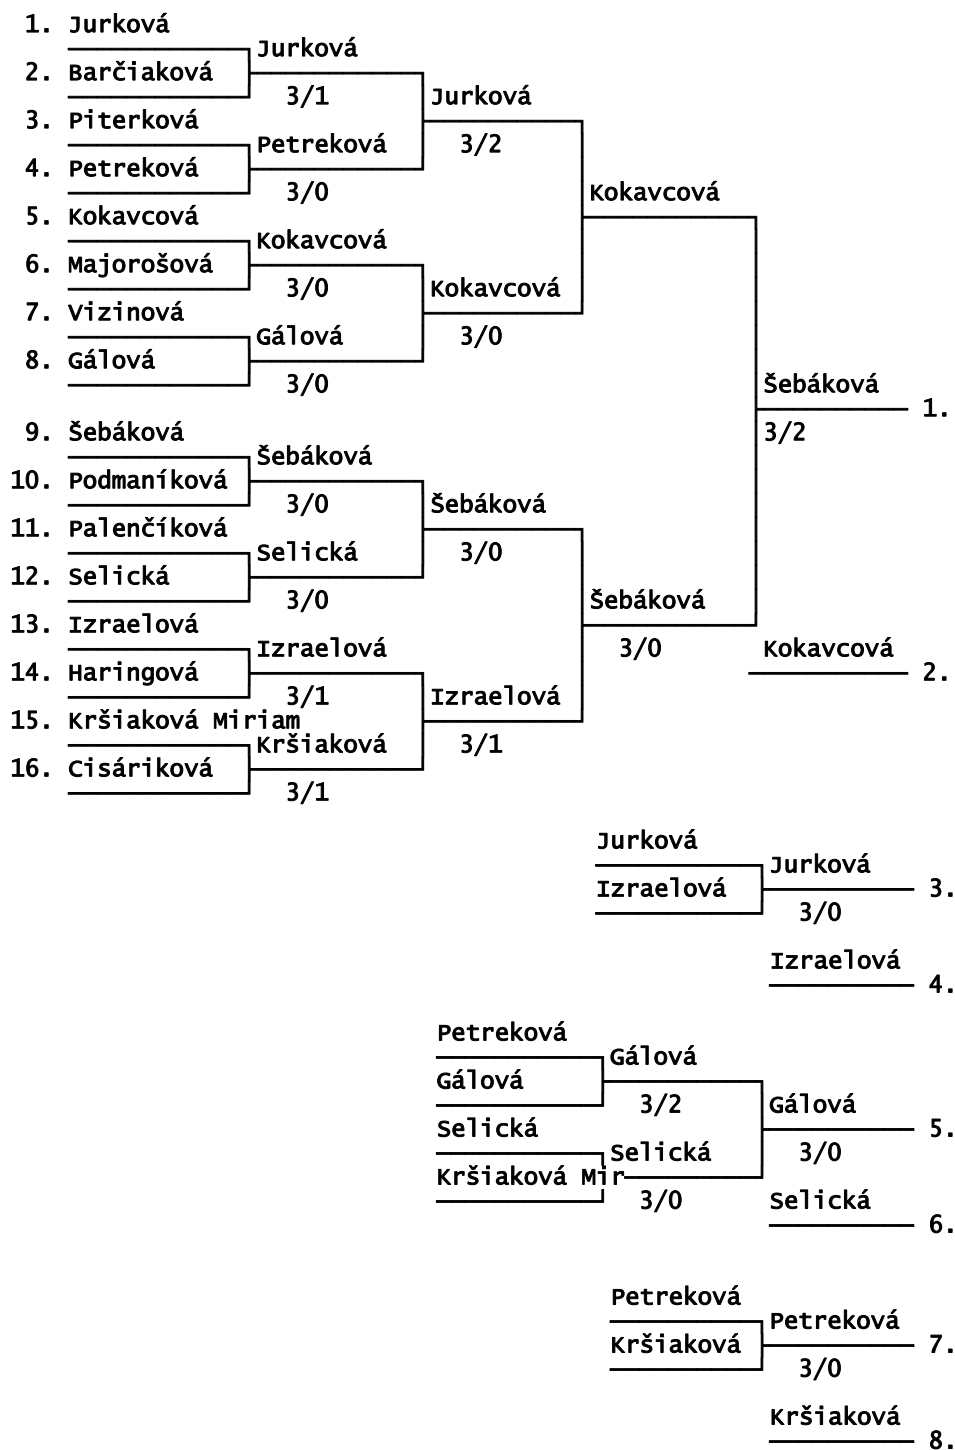 1. Jurková
Jurková
2. Barčiaková
3/1
Jurková
3. Piterková
Petreková
3/2
4. Petreková
3/0
Kokavcová
5. Kokavcová
Kokavcová
6. Majorošová
3/0
Kokavcová
7. Vizinová
Gálová
3/0
8. Gálová
3/0
Šebáková
1.
9. Šebáková
3/2
Šebáková
10. Podmaníková
3/0
Šebáková
11. Palenčíková
Selická
3/0
12. Selická
3/0
Šebáková
13. Izraelová
Izraelová
3/0
Kokavcová
14. Haringová
2.
3/1
Izraelová
15. Kršiaková Miriam
Kršiaková
3/1
16. Cisáriková
3/1
Jurková
Jurková
Izraelová
3.
3/0
Izraelová
4.
Petreková
Gálová
Gálová
3/2
Gálová
Selická
5.
Selická
3/0
Kršiaková Mir
3/0
Selická
6.
Petreková
Petreková
Kršiaková
7.
3/0
Kršiaková
8.